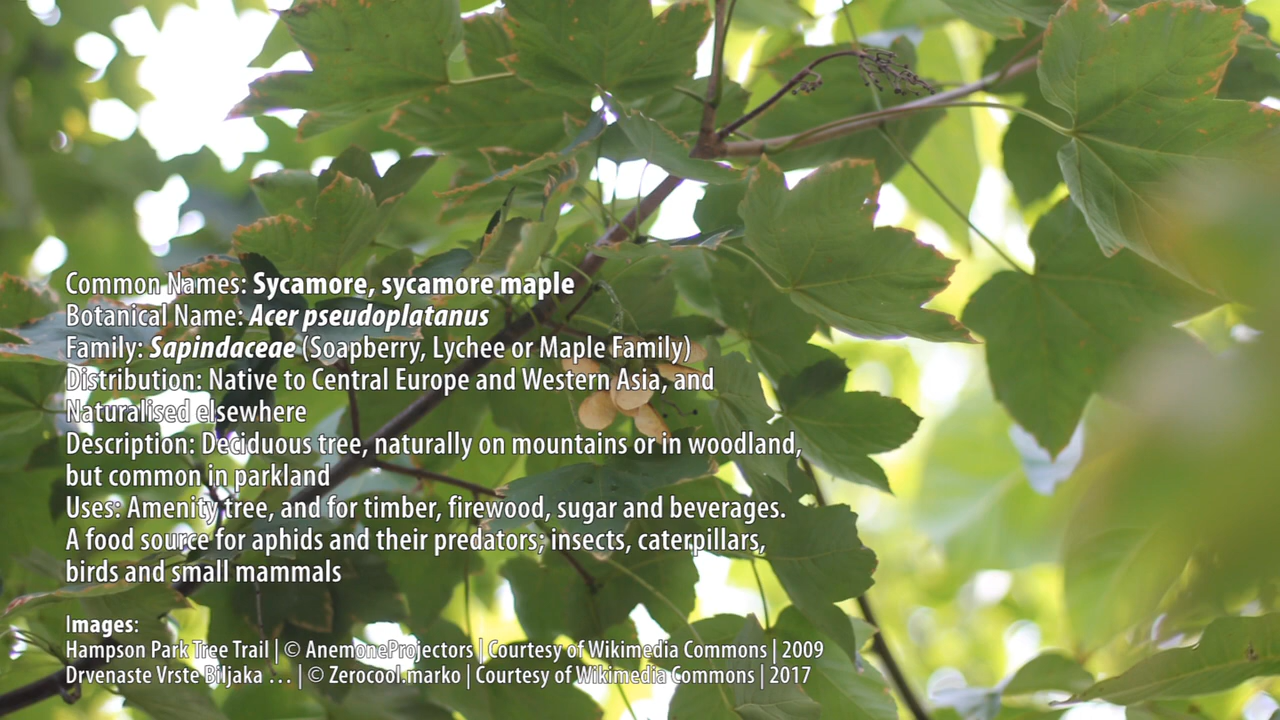 Common Names: Sycamore, sycamore maple
Botanical Name: Acer pseudoplatanus
Family: Sapindaceae (Soapberry, Lychee or Maple Family)
Distribution: Native to Central Europe and Western Asia, and
Naturalised elsewhere
Description: Deciduous tree, naturally on mountains or in woodland,
but common in parkland
Uses: Amenity tree, and for timber, firewood, sugar and beverages.
A food source for aphids and their predators; insects, caterpillars,
birds and small mammals
Images:
Hampson Park Tree Trail | © AnemoneProjectors | Courtesy of Wikimedia Commons | 2009
Drvenaste Vrste Biljaka … | © Zerocool.marko | Courtesy of Wikimedia Commons | 2017